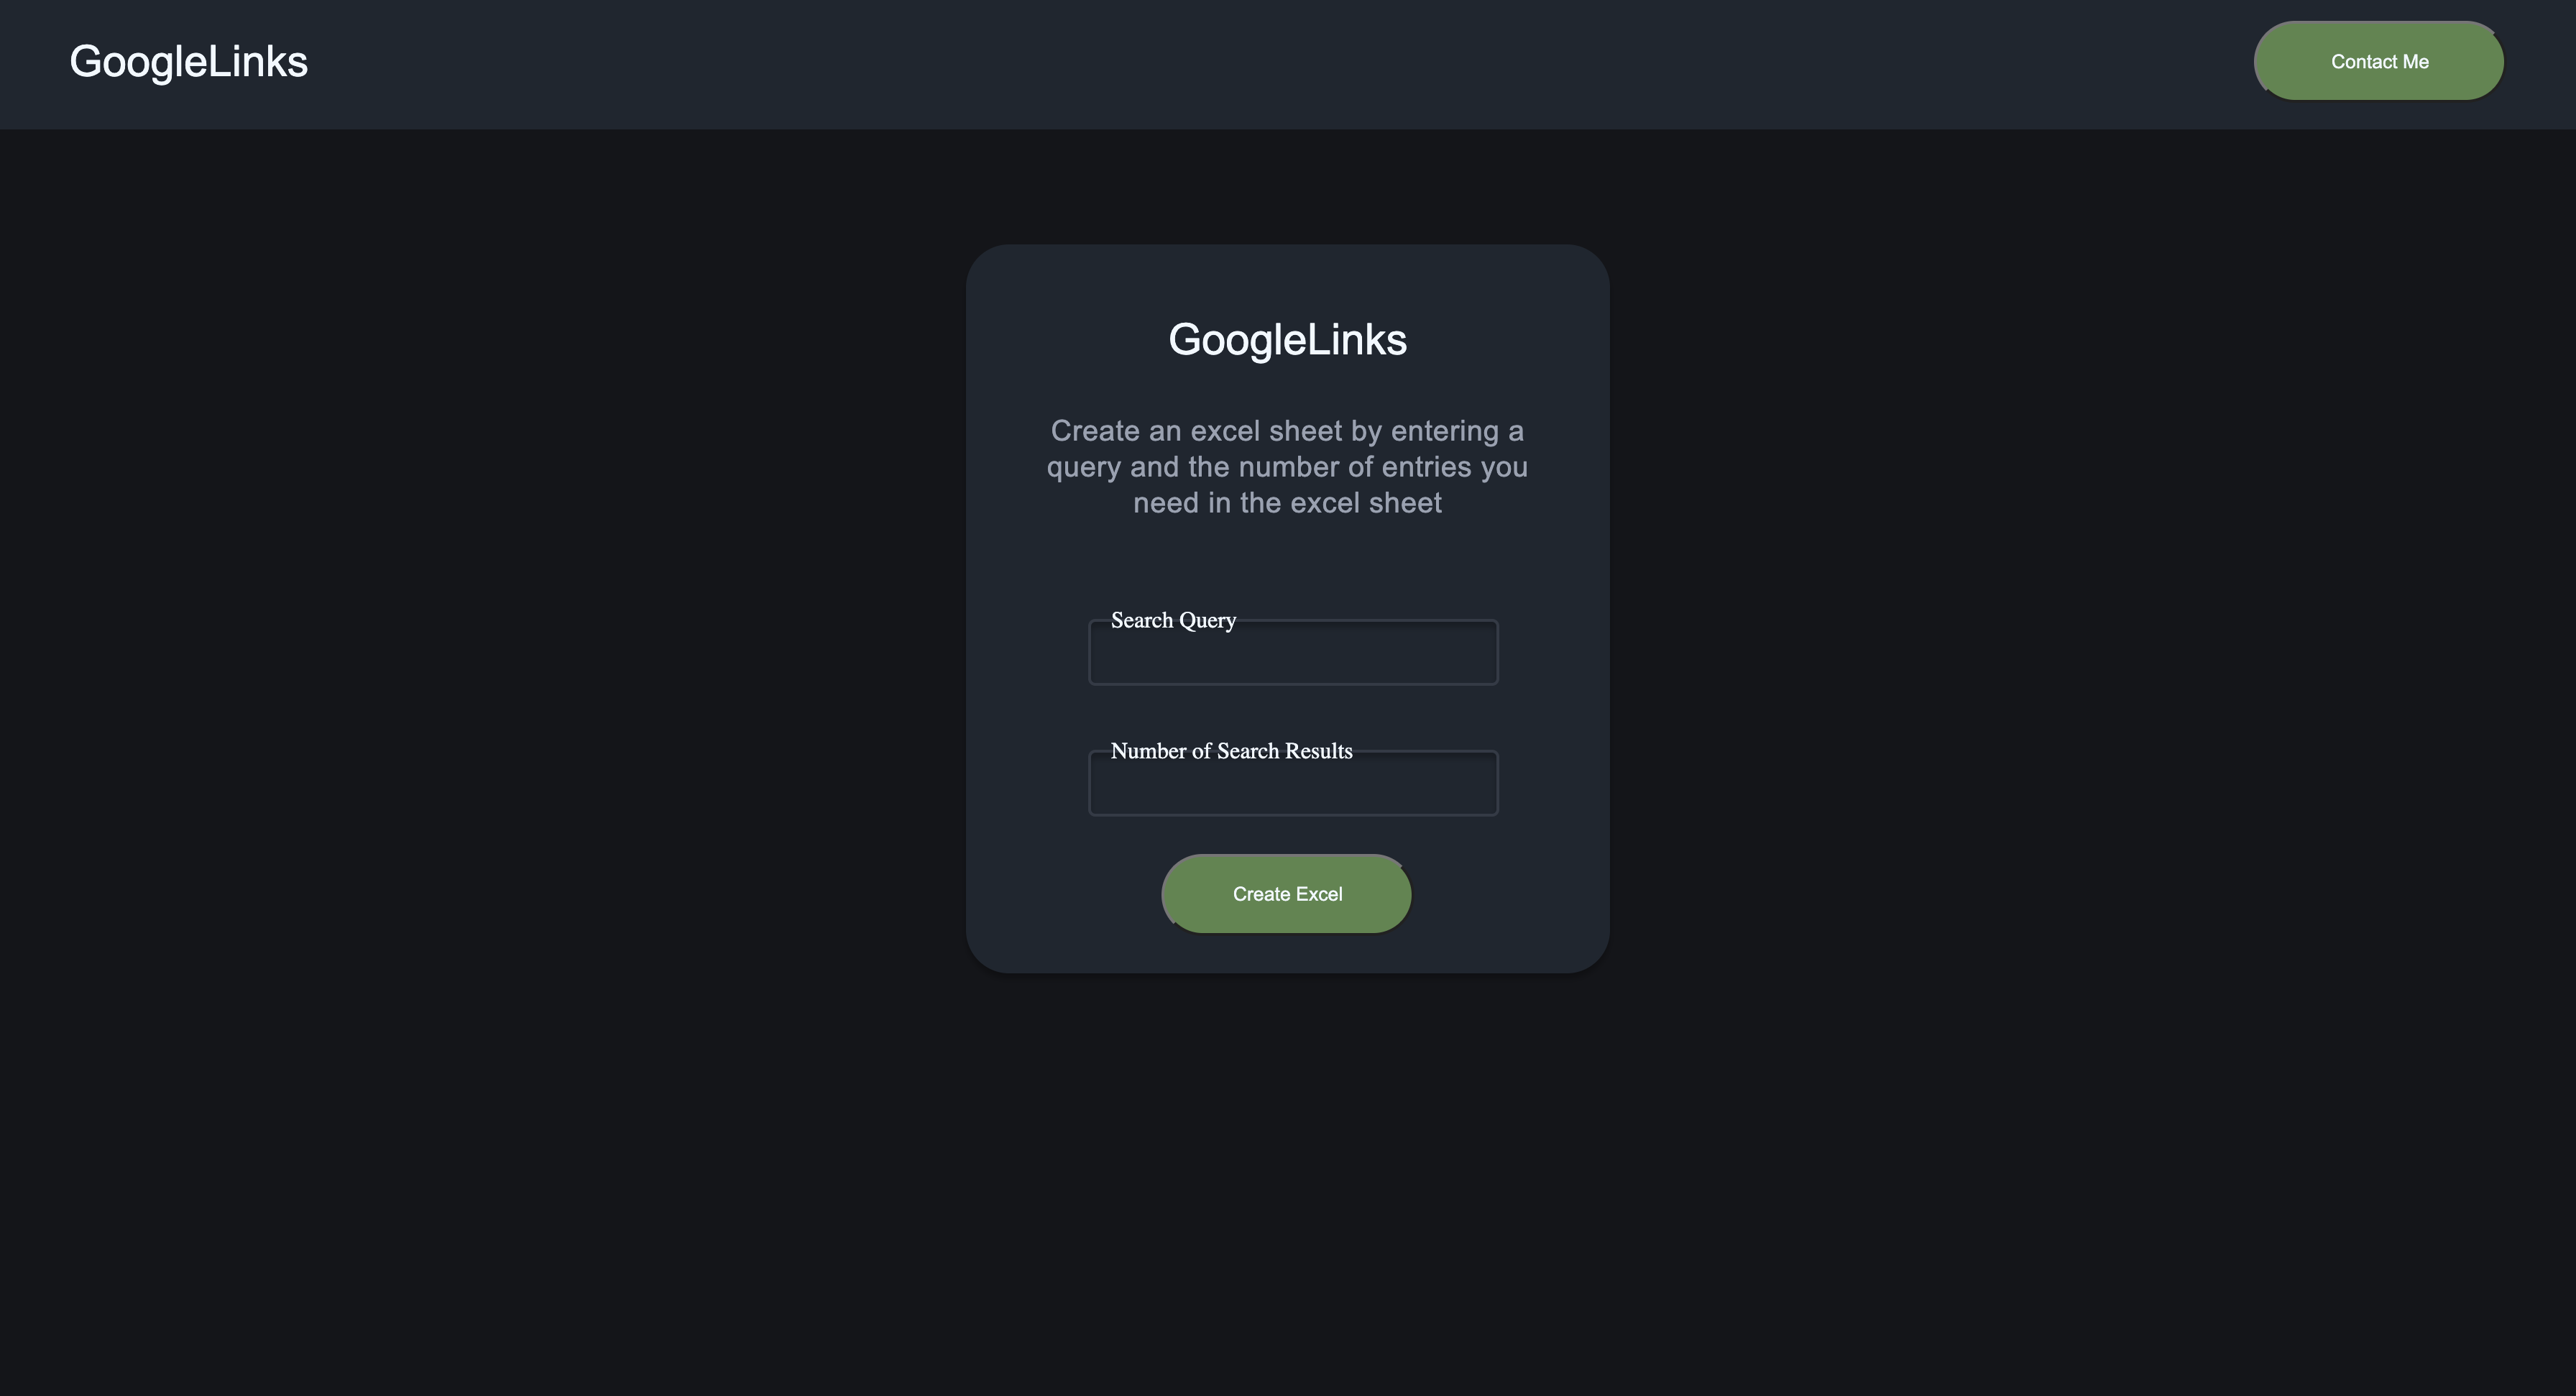 GoogleLinks
Contact Me
GoogleLinks
Create an excel sheet by entering a
query and the number of entries you
need in the excel sheet
Search Query
Number of Search Results
Create Excel